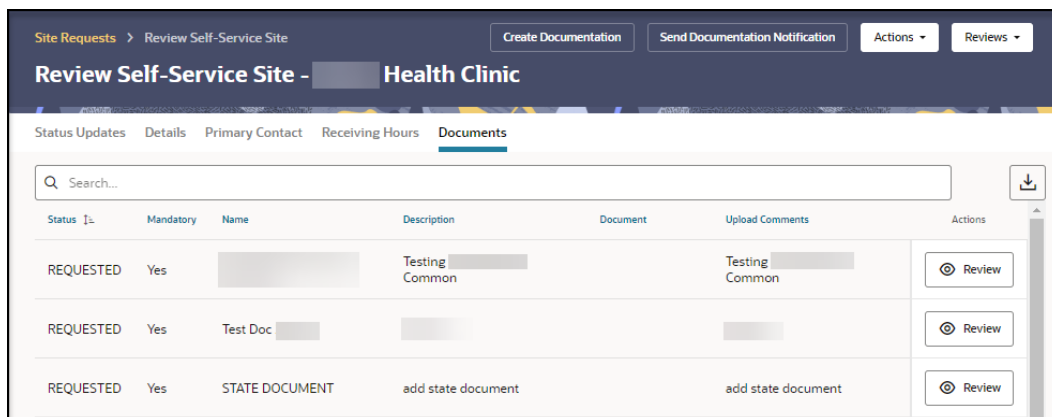 Site Requests > Review Self-Service Site
Create Documentation
Send Documentation Notification
Actions
Reviews
Review Self-Service Site - Health Clinic
Status Updates Details Primary Contact Receiving Hours Documents
Search...
Status Mandatory Name Description Document Upload Comments Actions
REQUESTED Yes Testing Common Testing Common Review
REQUESTED Yes Test Doc Review
REQUESTED Yes STATE DOCUMENT add state document add state document Review